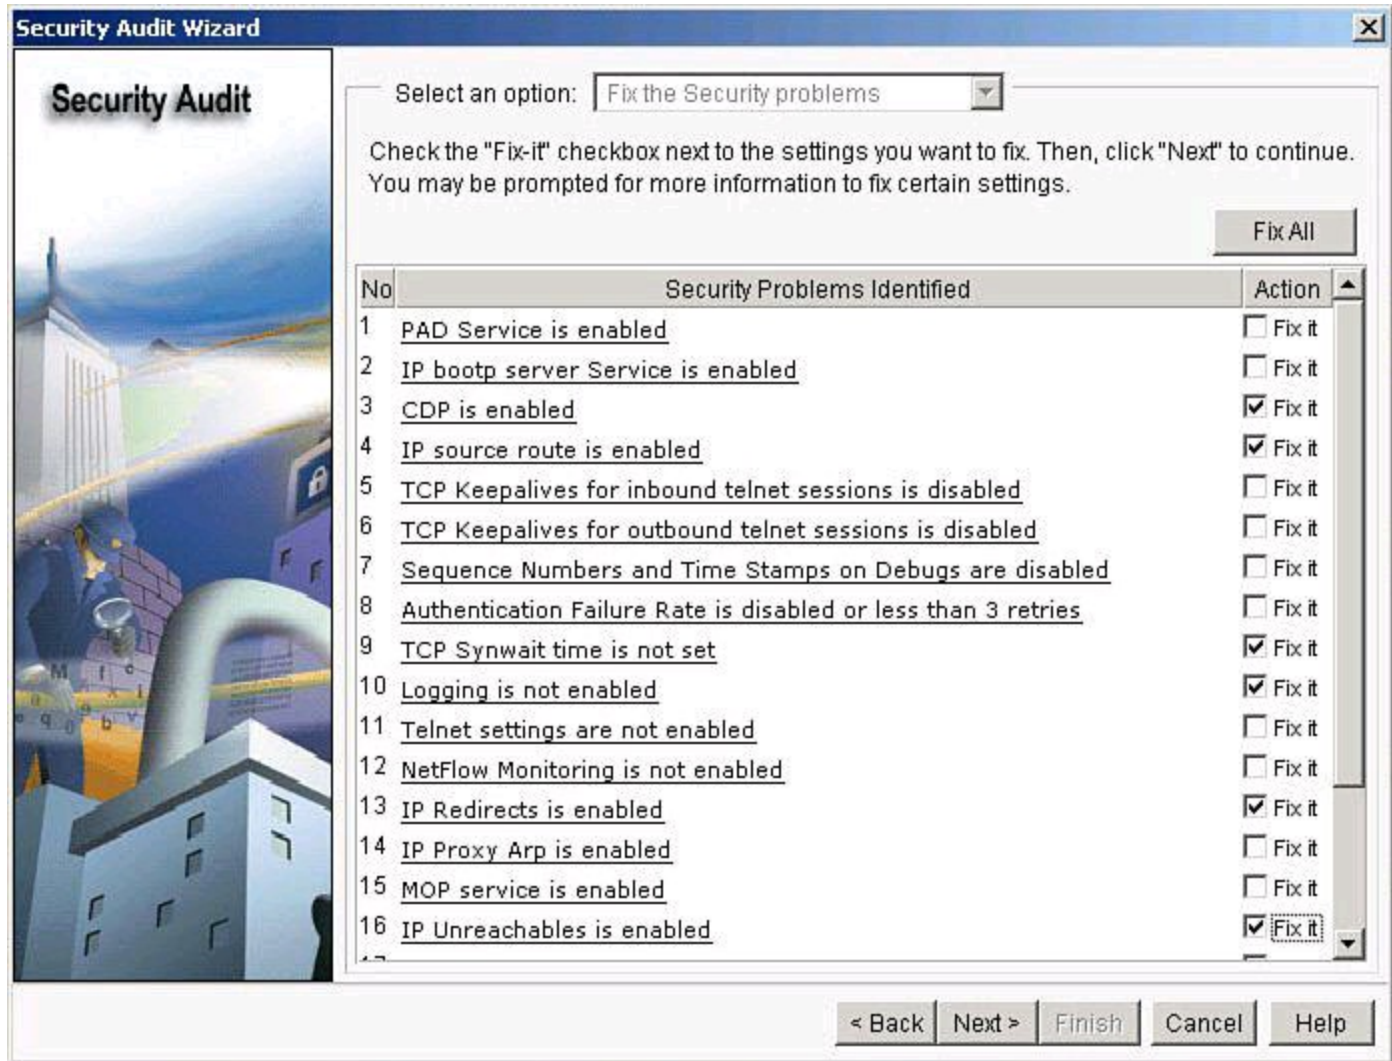 Security Audit Wizard
Security Audit
Select an option: Fix the Security problems
Check the "Fix-it" checkbox next to the settings you want to fix. Then, click "Next" to continue.
You may be prompted for more information to fix certain settings.
Fix All
No Security Problems Identified Action
1 PAD Service is enabled Fix it
2 IP bootp server Service is enabled Fix it
3 CDP is enabled Fix it
4 IP source route is enabled Fix it
5 TCP Keepalives for inbound telnet sessions is disabled Fix it
6 TCP Keepalives for outbound telnet sessions is disabled Fix it
7 Sequence Numbers and Time Stamps on Debugs are disabled Fix it
8 Authentication Failure Rate is disabled or less than 3 retries Fix it
9 TCP Synwait time is not set Fix it
10 Logging is not enabled Fix it
11 Telnet settings are not enabled Fix it
12 NetFlow Monitoring is not enabled Fix it
13 IP Redirects is enabled Fix it
14 IP Proxy Arp is enabled Fix it
15 MOP service is enabled Fix it
16 IP Unreachables is enabled Fix it
< Back Next > Finish Cancel Help